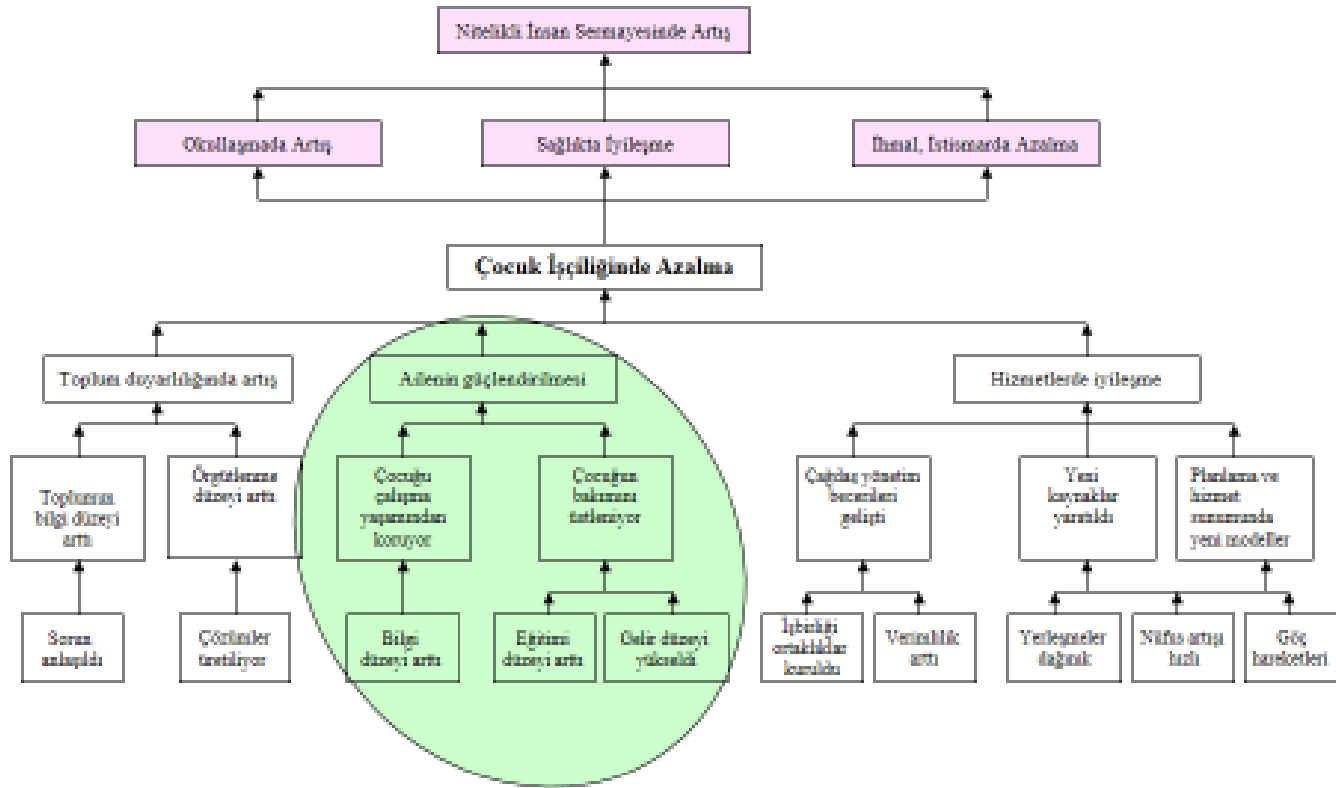 Nitelikli İnsan Sermayesinde Artış
Okullaşmada Artış
Sağlıkta İyileşme
İhmal, İstismarda Azalma
Çocuk İşçiliğinde Azalma
Toplum duyarlılığında artış
Ailenin güçlendirilmesi
Hizmetlerde iyileşme
Toplumun
bilgi düzeyi
arttı
Örgütlenme
düzeyi arttı
Çocuğu
çalışma
yaşamından
koruyor
Çocuğun
bakımını
üstleniyor
Çağdaş yönetim
becerileri
gelişti
Yeni
kaynaklar
yaratıldı
Planlama ve
hizmet
sunumunda
yeni modeller
Sorun
anlaşıldı
Çözümler
üretiliyor
Bilgi
düzeyi arttı
Eğitimi
düzeyi arttı
Gelir düzeyi
yükseldi
İşbirliği
ortaklıklar
kuruldu
Verimlilik
arttı
Yerleşmeler
dağınık
Nüfus artışı
hızlı
Göç
hareketleri